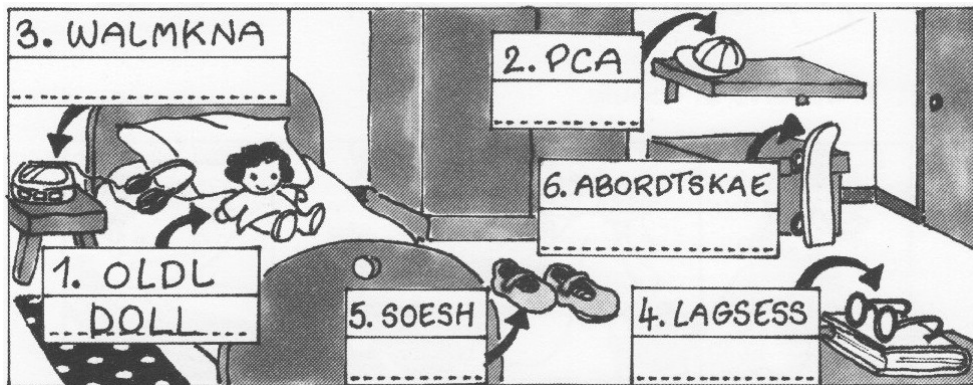 3. WALMKNA
2. PCA
6. ABORDTSKAE
1. OLDL
DOLL
5. SOESH
4. LAGSESS